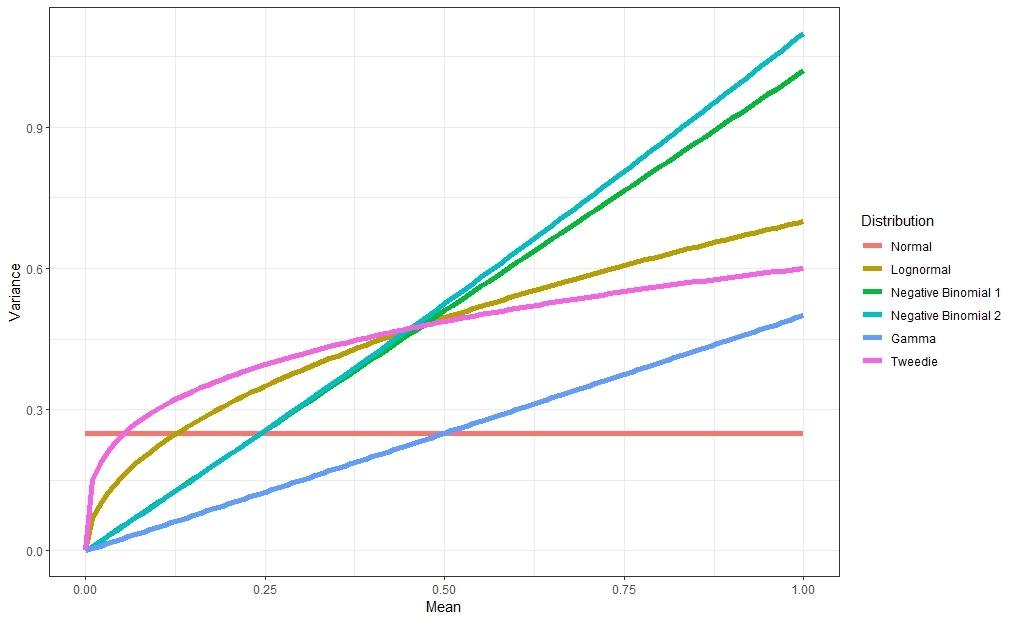 0.9
0.6
0.3
0.0
Variance
0.00
0.25
0.50
0.75
1.00
Mean
Distribution
Normal
Lognormal
Negative Binomial 1
Negative Binomial 2
Gamma
Tweedie